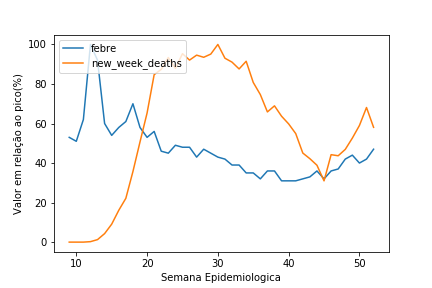 febre
new_week_deaths
Valor em relação ao pico(%)
100
80
60
40
20
0
10
20
30
40
50
Semana Epidemiologica